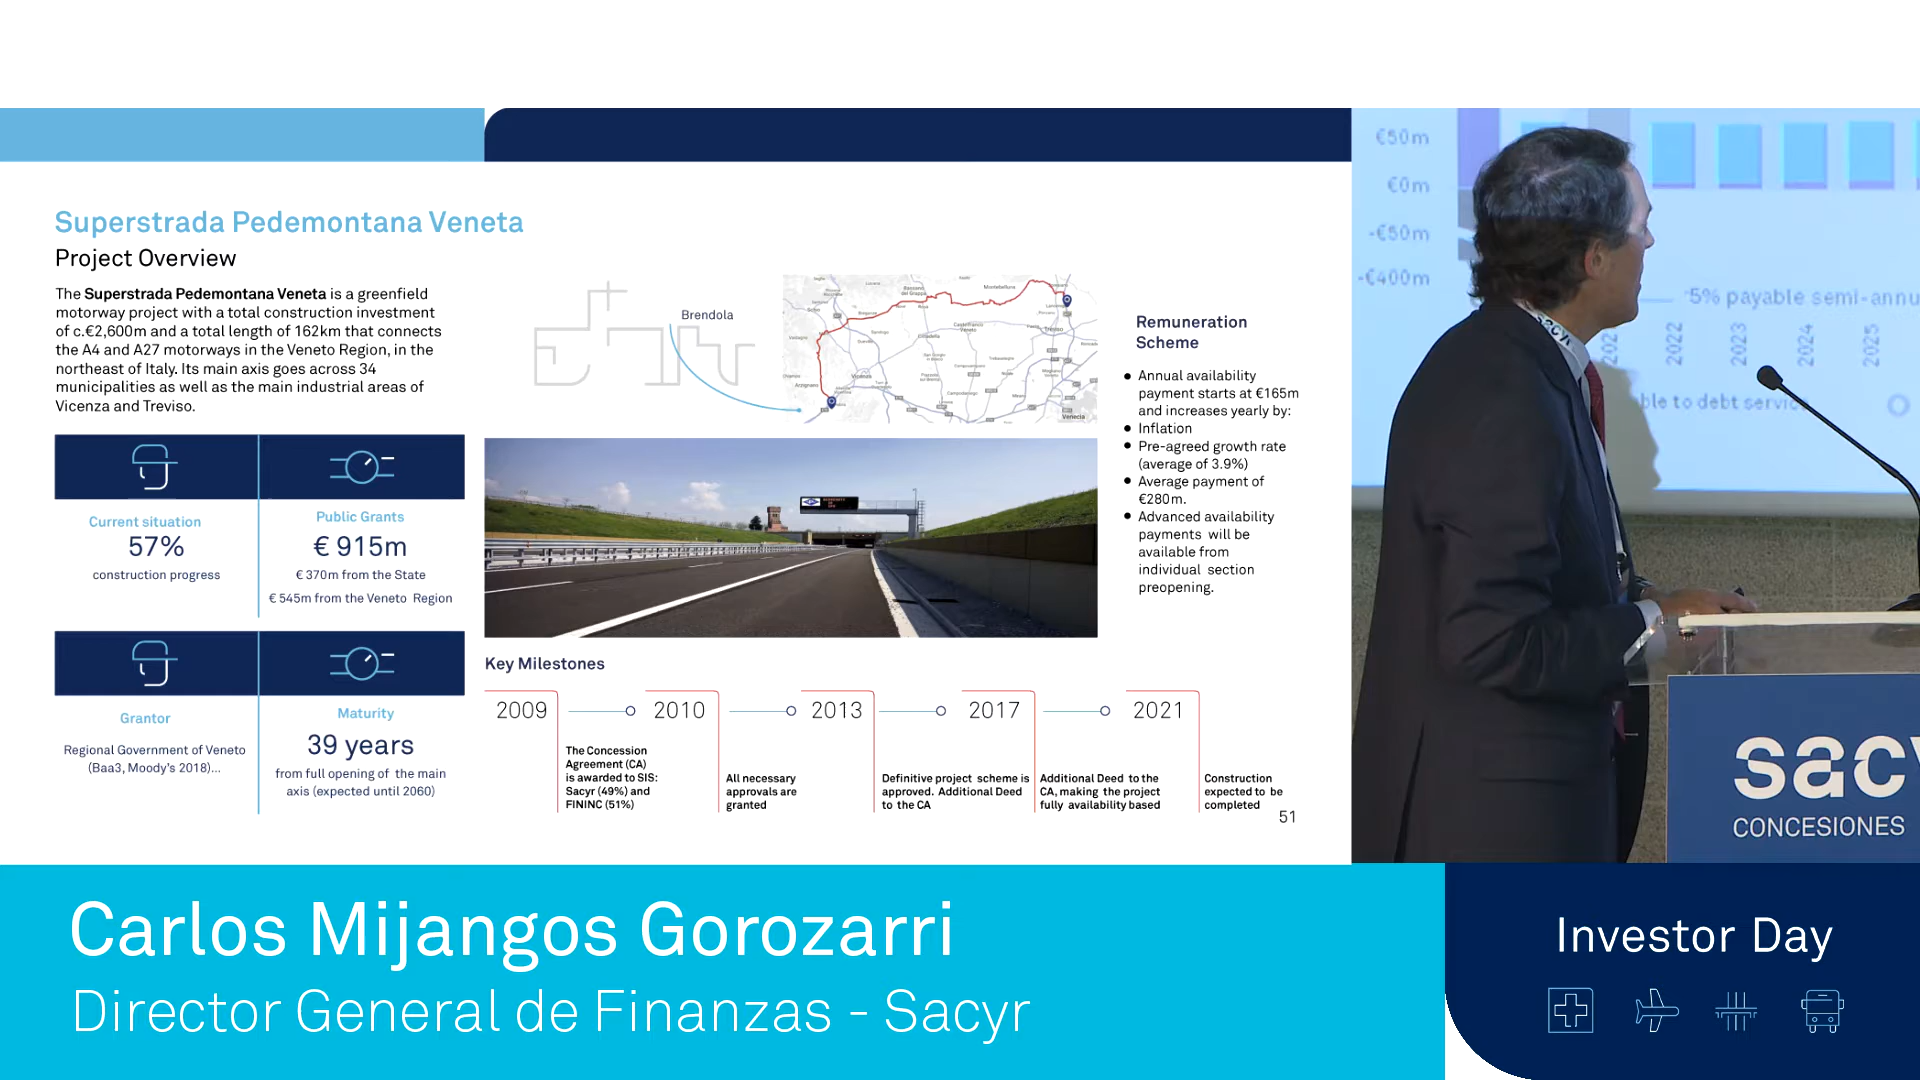 Superstrada Pedemontana Veneta
Project Overview
The Superstrada Pedemontana Veneta is a greenfield
motorway project with a total construction investment
of c.€2,600m and a total length of 162km that connects
the A4 and A27 motorways in the Veneto Region, in the
northeast of Italy. Its main axis goes across 34
municipalities as well as the main industrial areas of
Vicenza and Treviso.
Current situation
57%
construction progress
Public Grants
€ 915m
€ 370m from the State
€ 545m from the Veneto Region
Grantor
Regional Government of Veneto
(Baa3, Moody's 2018)...
Maturity
39 years
from full opening of the main
axis (expected until 2060)
Brendola
Montebelluna
Castelfranco
Veneto
Treviso
Vicenza
Venecia
Remuneration
Scheme
● Annual availability
payment starts at €165m
and increases yearly by:
● Inflation
● Pre-agreed growth rate
(average of 3.9%)
● Average payment of
€280m.
● Advanced availability
payments will be
available from
individual section
preopening.
Key Milestones
2009
The Concession
Agreement (CA)
is awarded to SIS:
Sacyr (49%) and
FININC (51%)
2010
All necessary
approvals are
granted
2013
Definitive project scheme is
approved. Additional Deed
to the CA
2017
Additional Deed to the
CA, making the project
fully availability based
2021
Construction
expected to be
completed
51
€50m
€0m
-€50m
-€400m
5% payable semi-annu
2022
2023
2024
2025
ble to debt servic
sacyr
sacy
CONCESIONES
Carlos Mijangos Gorozarri
Director General de Finanzas - Sacyr
Investor Day